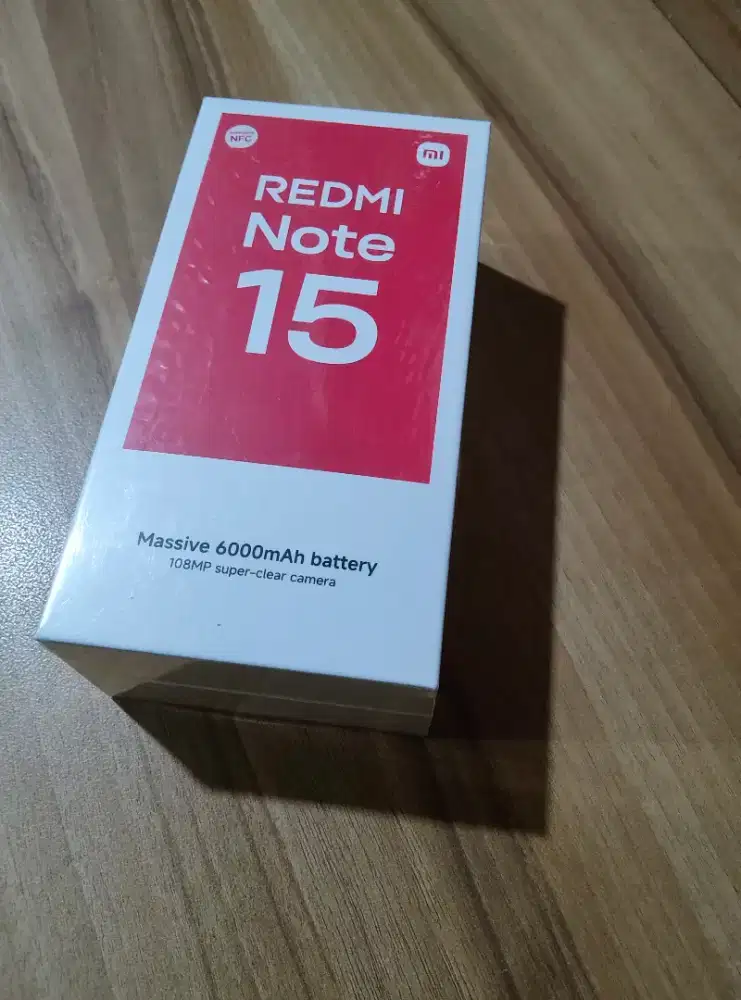 NFC
mi
REDMI
Note
15
Massive 6000mAh battery
108MP super-clear camera